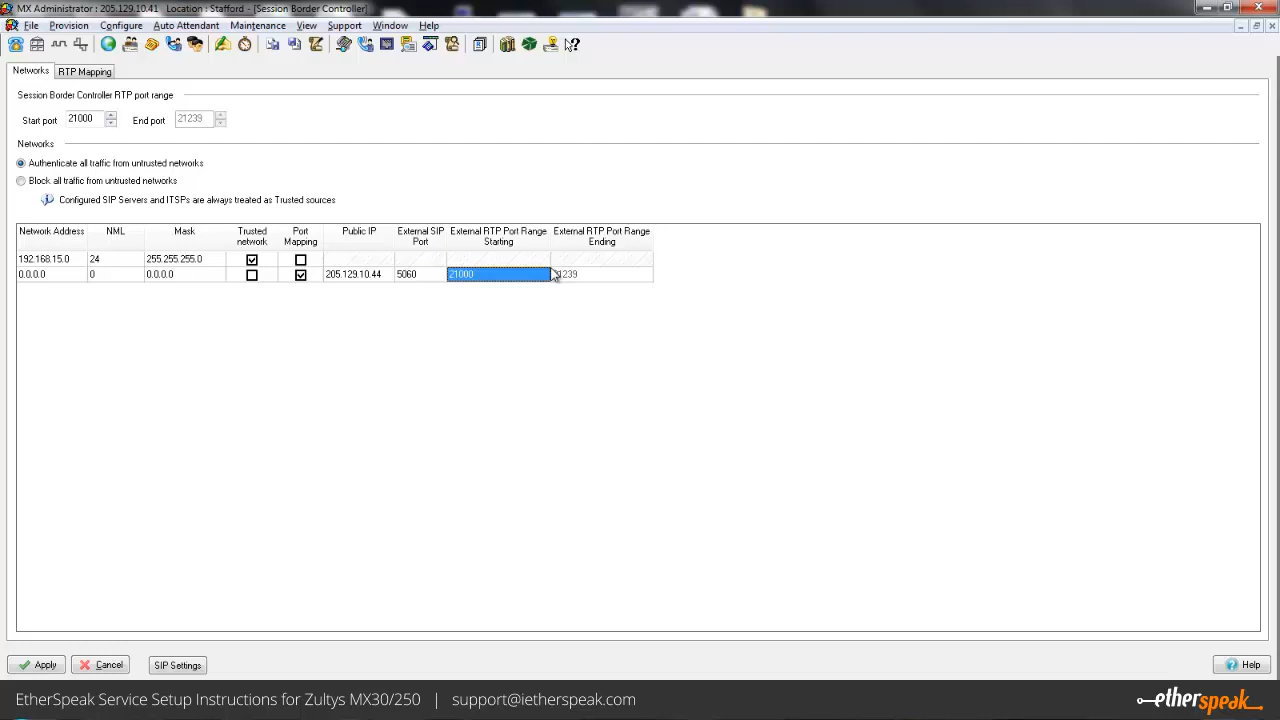 MX Administrator : 205.129.10.41 Location : Stafford - [Session Border Controller]
File Provision Configure Auto Attendant Maintenance View Support Window Help
Networks RTP Mapping
Session Border Controller RTP port range
Start port 21000 End port 21239
Networks
Authenticate all traffic from untrusted networks
Block all traffic from untrusted networks
Configured SIP Servers and ITSPs are always treated as Trusted sources
Network Address NML Mask Trusted network Port Mapping Public IP External SIP Port External RTP Port Range Starting External RTP Port Range Ending
192.168.15.0 24 255.255.255.0
0.0.0.0 0 0.0.0.0 205.129.10.44 5060 21000 21239
Apply Cancel SIP Settings Help
EtherSpeak Service Setup Instructions for Zultys MX30/250 | support@ietherspeak.com
etherspeak